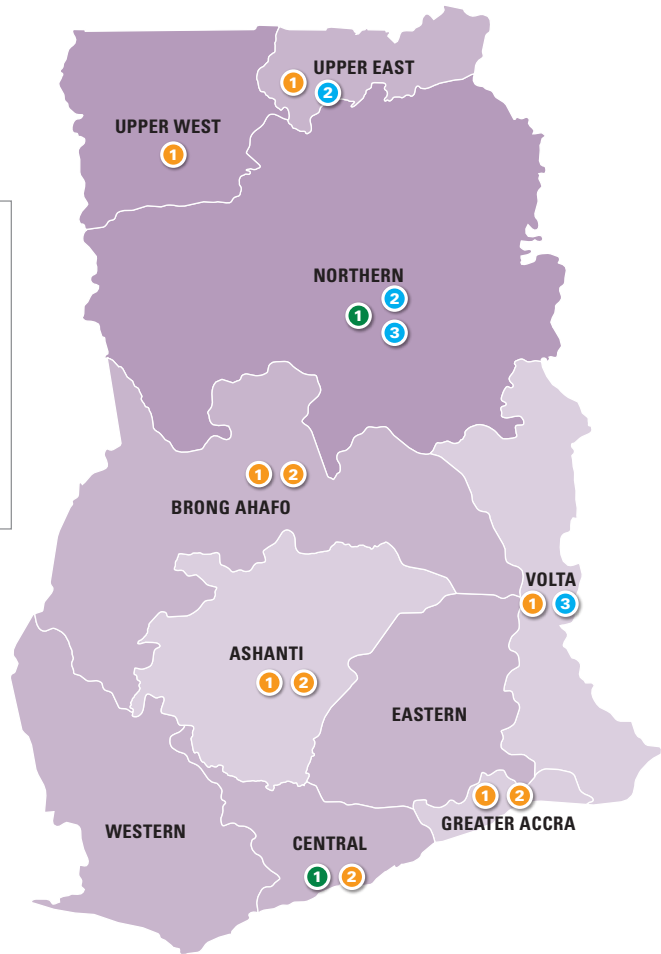 UPPER EAST
1
2
UPPER WEST
1
NORTHERN
2
1
3
1 2
BRONG AHAFO
VOLTA
1 3
ASHANTI
1 2
EASTERN
1 2
GREATER ACCRA
WESTERN
CENTRAL
1 2